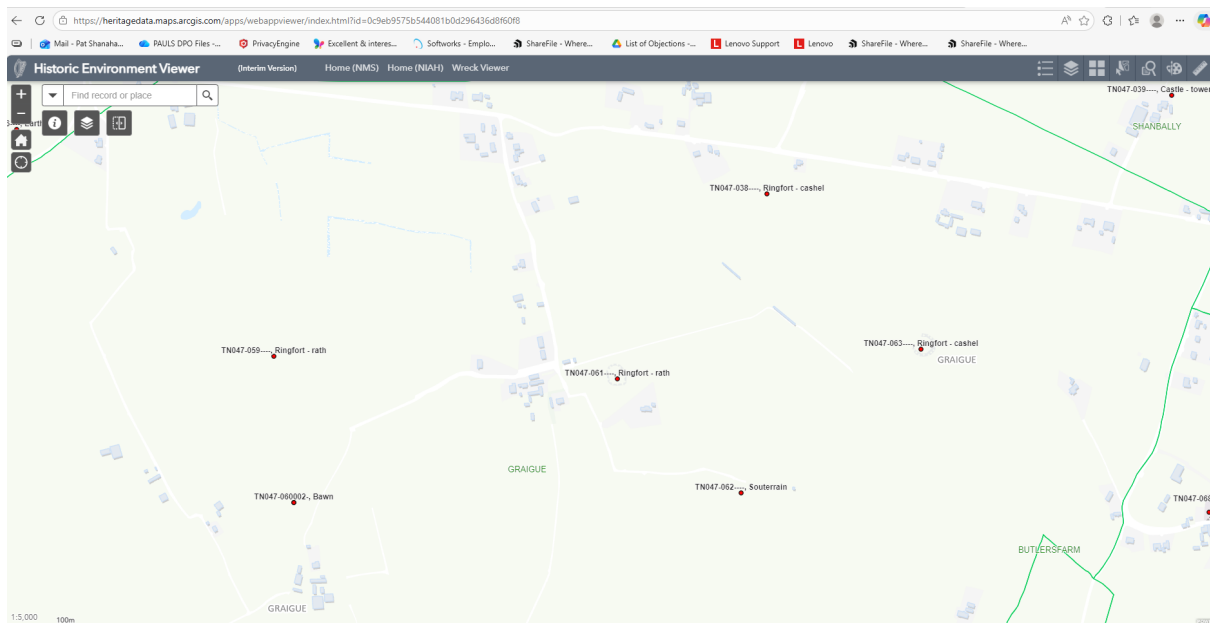 https://heritagedata.maps.arcgis.com/apps/webappviewer/index.html?id=0c9eb9575b544081b0d296436d8f60f8
Mail - Pat Shanaha... PAULS DPO Files -... PrivacyEngine Excellent & interes... Softworks - Emplo... ShareFile - Where... List of Objections -... Lenovo Support Lenovo ShareFile - Where... ShareFile - Where...
Historic Environment Viewer (Interim Version) Home (NMS) Home (NIAH) Wreck Viewer
Find record or place
TN047-039----, Castle - tower
SHANBALLY
TN047-038----, Ringfort - cashel
TN047-063----, Ringfort - cashel
TN047-059----, Ringfort - rath
GRAIGUE
TN047-061----, Ringfort - rath
GRAIGUE
TN047-062----, Souterrain
TN047-060002-, Bawn
TN047-068
BUTLERSFARM
GRAIGUE
1:5,000 100m